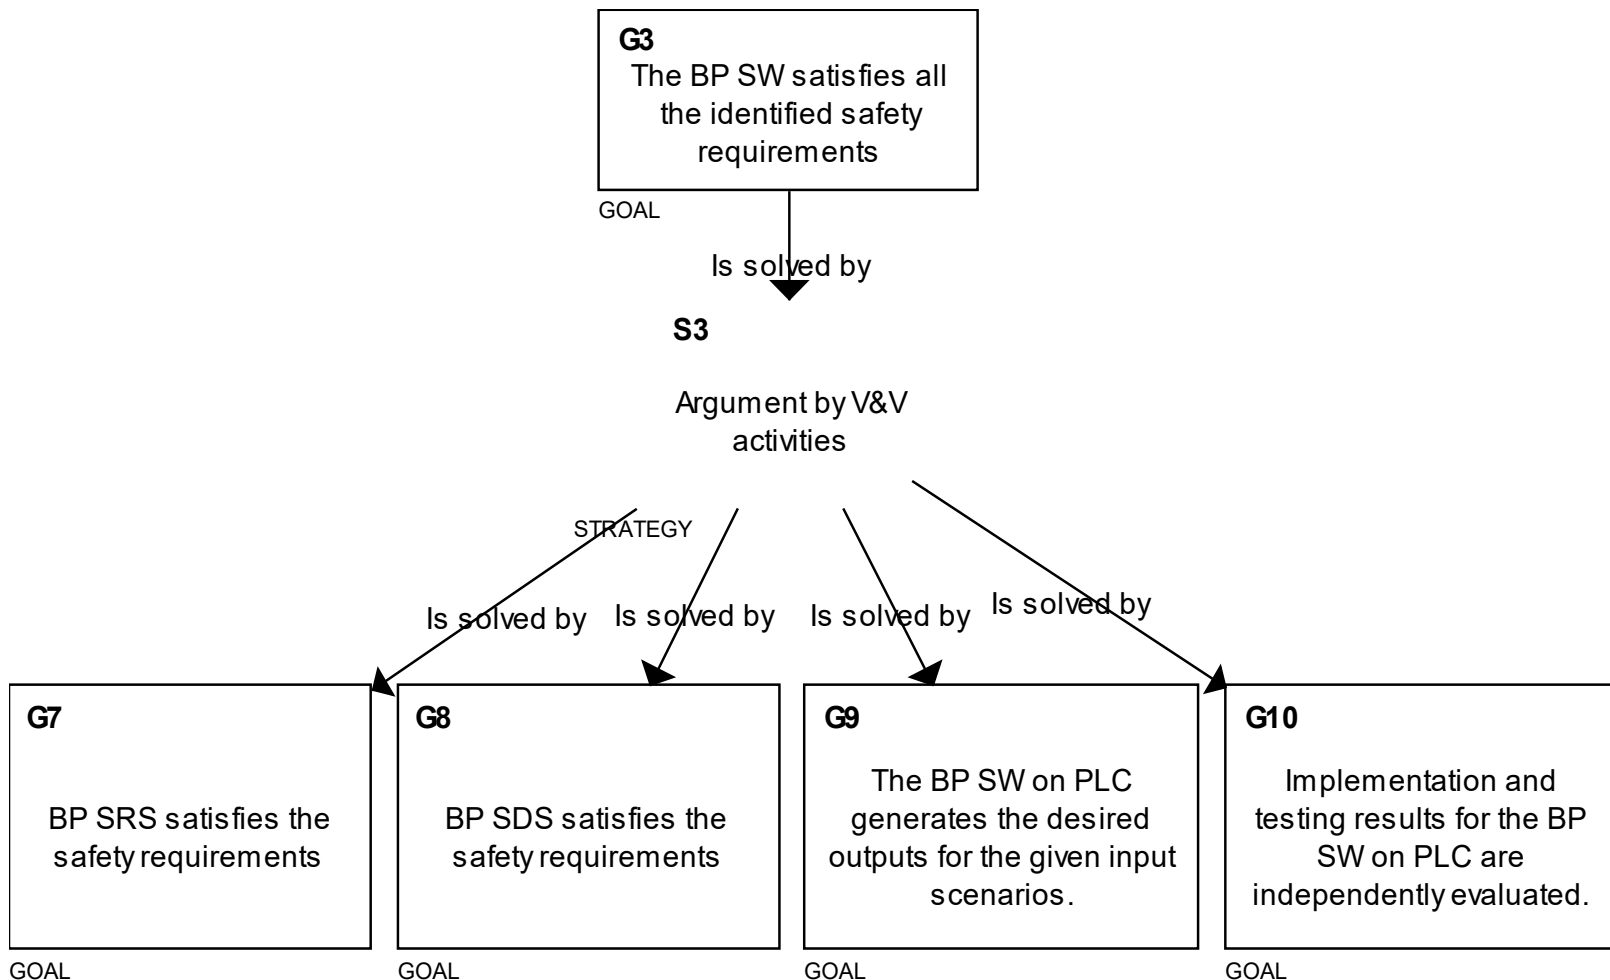 G3
The BP SW satisfies all
the identified safety
requirements
GOAL
Is solved by
S3
Argument by V&V
activities
STRATEGY
Is solved by
Is solved by
Is solved by
Is solved by
G7
BP SRS satisfies the
safety requirements
GOAL
G8
BP SDS satisfies the
safety requirements
GOAL
G9
The BP SW on PLC
generates the desired
outputs for the given input
scenarios.
GOAL
G10
Implementation and
testing results for the BP
SW on PLC are
independently evaluated.
GOAL